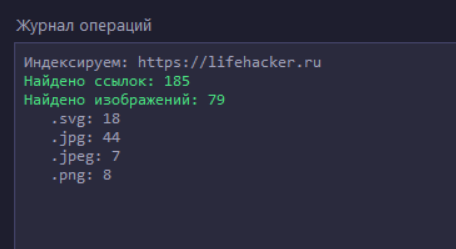 Журнал операций
Индексируем: https://lifehacker.ru
Найдено ссылок: 185
Найдено изображений: 79
.svg: 18
.jpg: 44
.jpeg: 7
.png: 8